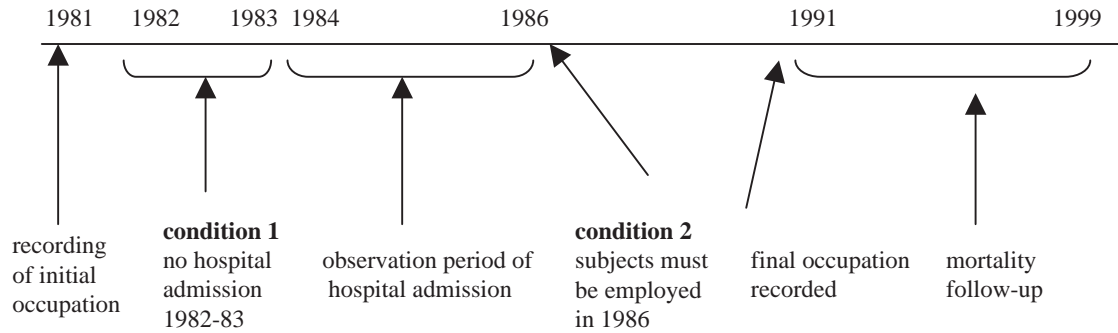 1981 1982 1983 1984 1986 1991 1999
recording
of initial
occupation
condition 1
no hospital
admission
1982-83
observation period of
hospital admission
condition 2
subjects must
be employed
in 1986
final occupation
recorded
mortality
follow-up